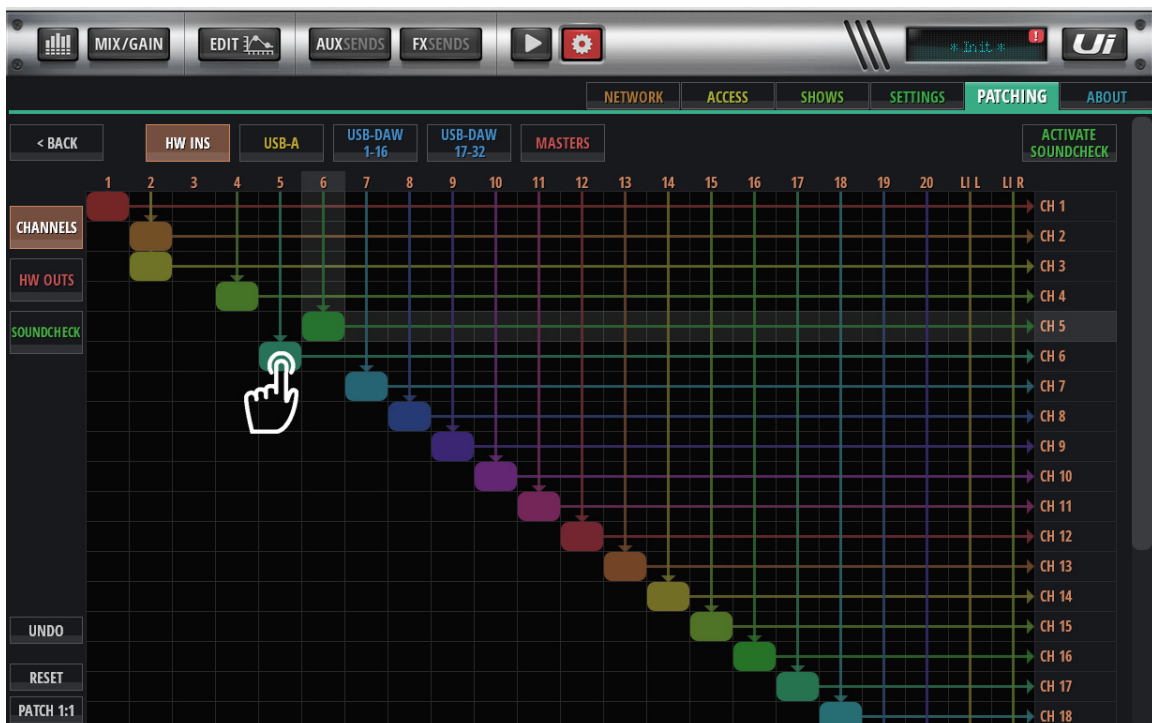 MIX/GAIN EDIT AUXSENDS FXSENDS * Init * ! Ui
NETWORK ACCESS SHOWS SETTINGS PATCHING ABOUT
< BACK HW INS USB-A USB-DAW 1-16 USB-DAW 17-32 MASTERS ACTIVATE SOUNDCHECK
1 2 3 4 5 6 7 8 9 10 11 12 13 14 15 16 17 18 19 20 LI L LI R
CH 1
CHANNELS
CH 2
CH 3
HW OUTS
CH 4
SOUNDCHECK
CH 5
CH 6
CH 7
CH 8
CH 9
CH 10
CH 11
CH 12
CH 13
CH 14
UNDO
CH 15
CH 16
RESET
CH 17
PATCH 1:1
CH 18